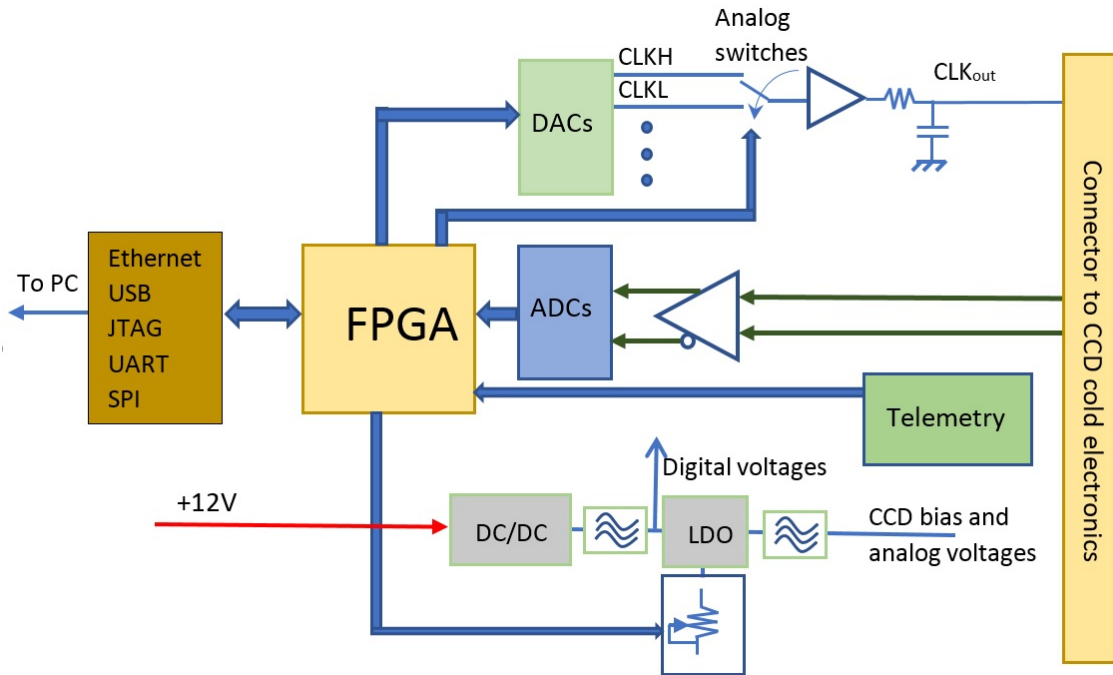 Analog
switches
CLKH
CLKL
CLKout
DACs
Connector to CCD cold electronics
To PC
Ethernet
USB
JTAG
UART
SPI
FPGA
ADCs
Telemetry
Digital voltages
+12V
DC/DC
LDO
CCD bias and
analog voltages